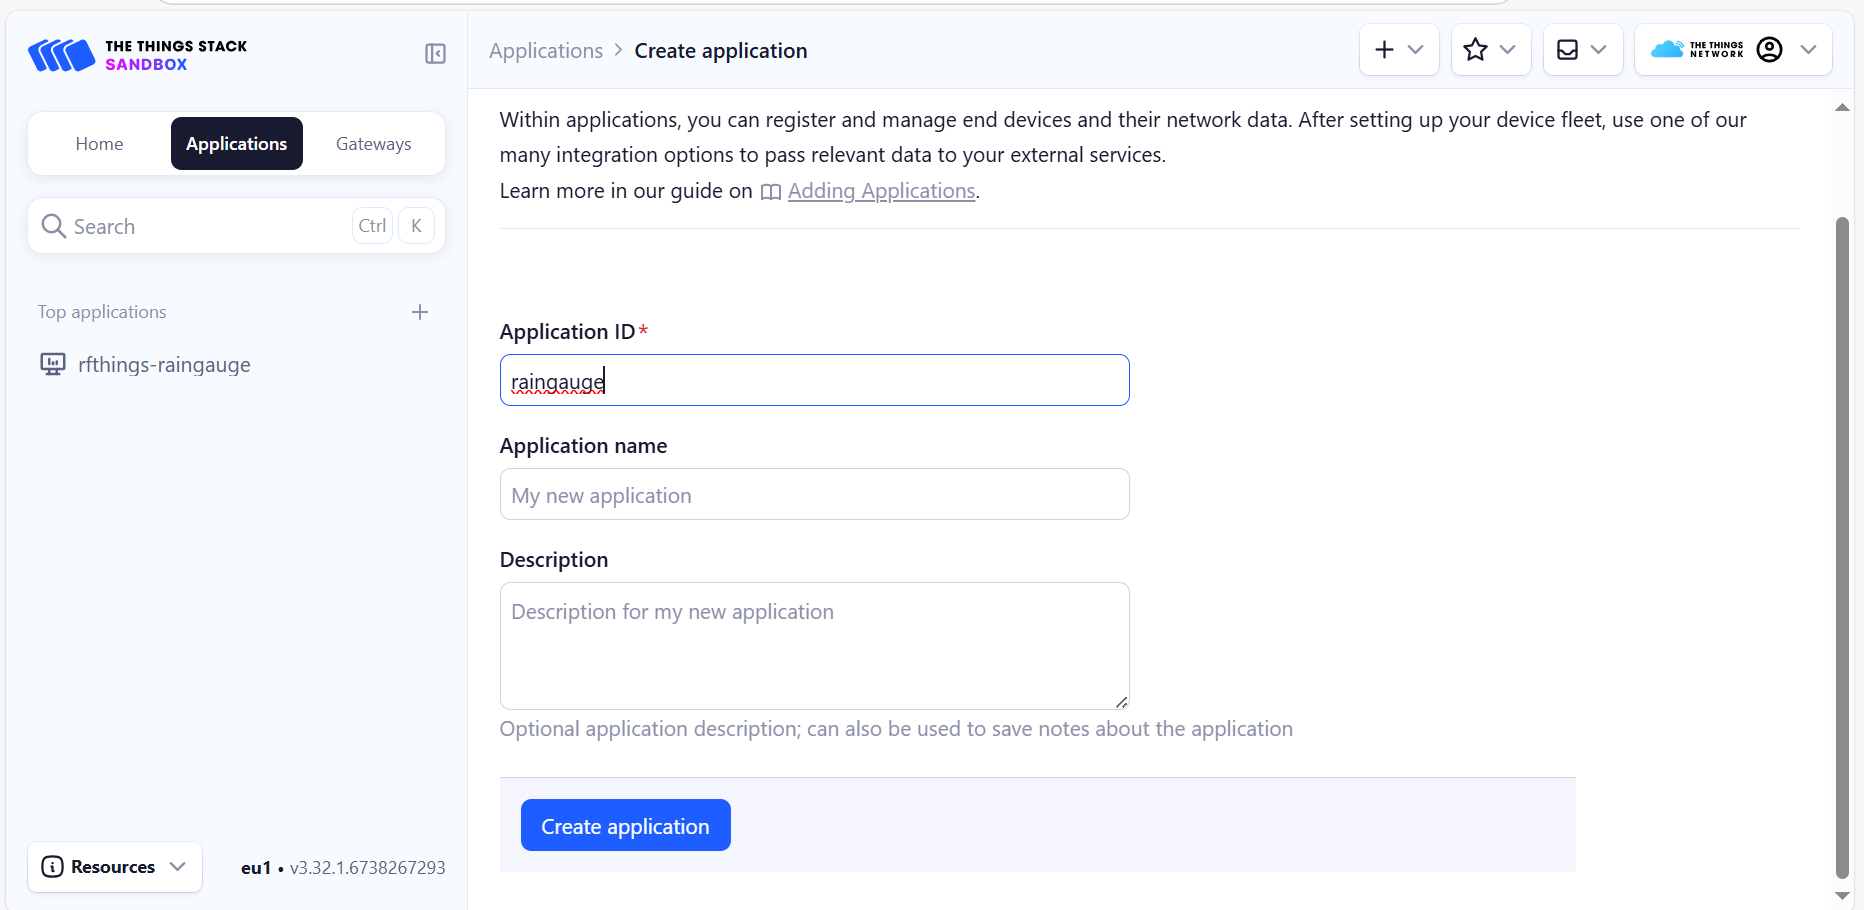 THE THINGS STACK
SANDBOX
Applications > Create application
THE THINGS
NETWORK
Home
Applications
Gateways
Search
Ctrl
K
Top applications
rfthings-raingauge
Within applications, you can register and manage end devices and their network data. After setting up your device fleet, use one of our
many integration options to pass relevant data to your external services.
Learn more in our guide on Adding Applications.
Application ID*
raingauge
Application name
My new application
Description
Description for my new application
Optional application description; can also be used to save notes about the application
Create application
Resources
eu1 • v3.32.1.6738267293